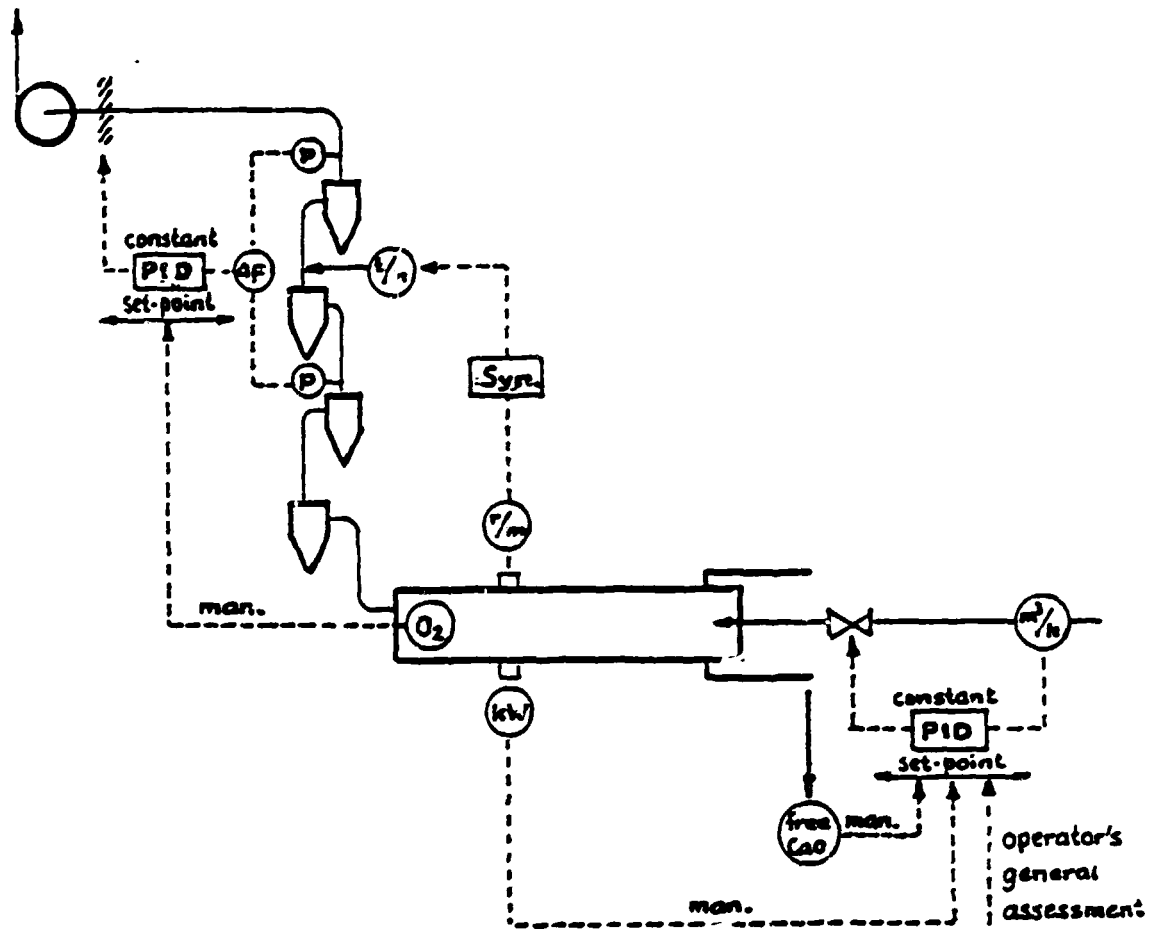 P
constant
PID
ΔP
set-point
t/h
P
Syn.
r/m
man.
O₂
m³/h
kW
constant
PID
set-point
free
CaO
man.
operator's
general
assessment
man.